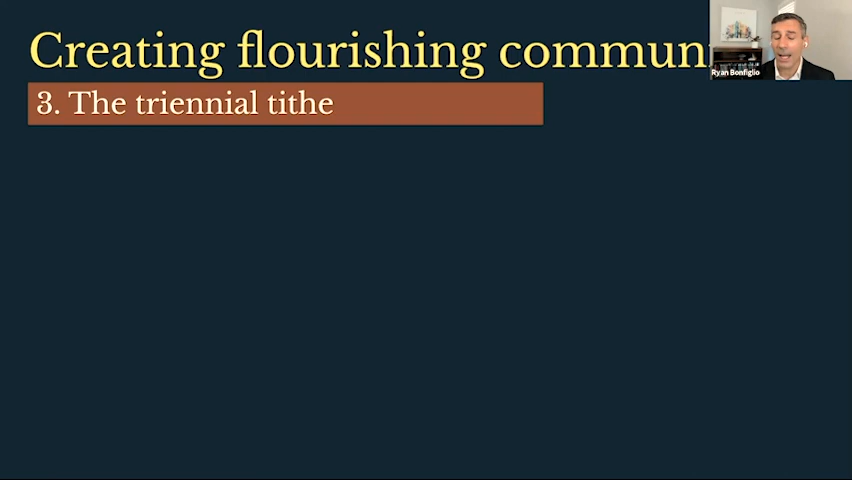 Creating flourishing commun
3. The triennial tithe
Ryan Bonfiglio